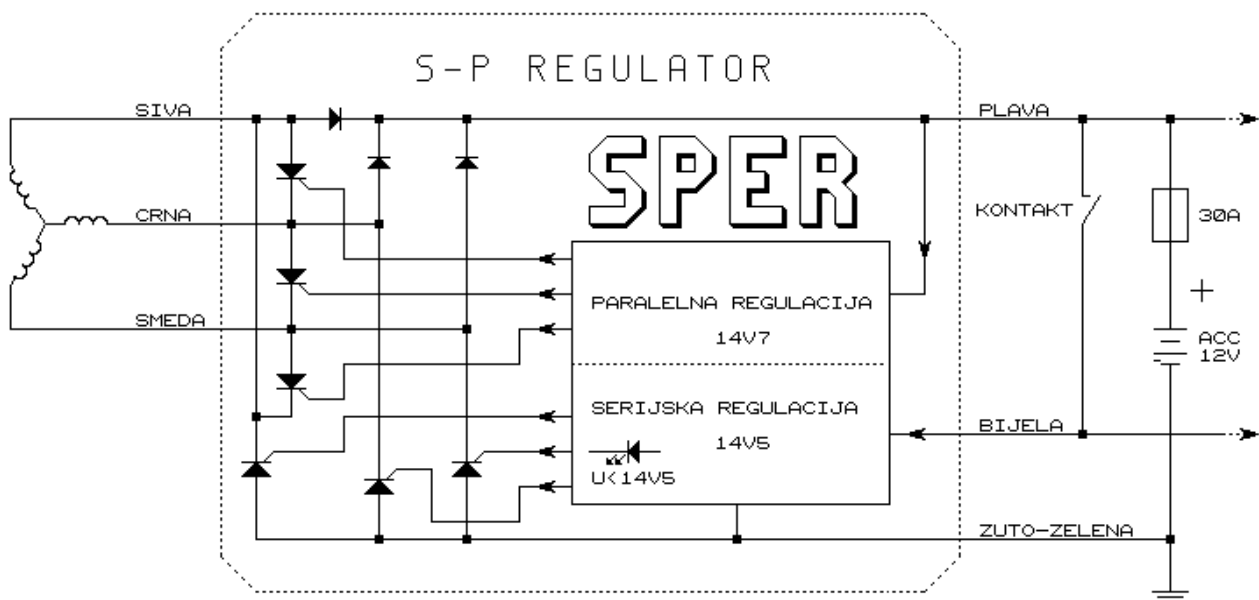 S-P REGULATOR
SIVA
PLAVA
SPER
CRNA
KONTAKT
30A
+
PARALELNA REGULACIJA
14V7
SMEDA
ACC
12V
SERIJSKA REGULACIJA
14V5
BIJELA
U<14V5
ZUTO-ZELENA